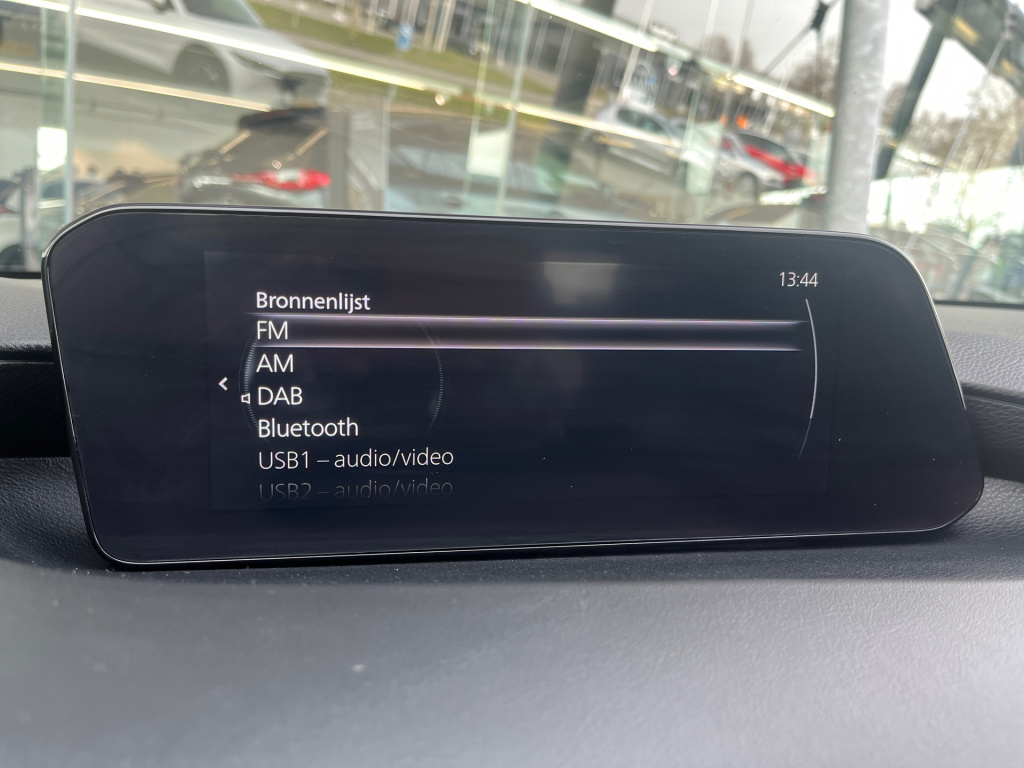 13:44
Bronnenlijst
FM
AM
DAB
Bluetooth
USB1 – audio/video
USB2 – audio/video